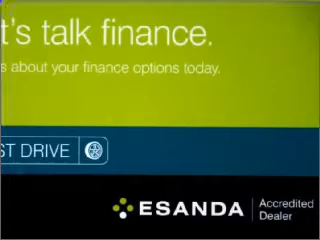 t's talk finance.
s about your finance options today.
ST DRIVE
ESANDA
Accredited
Dealer